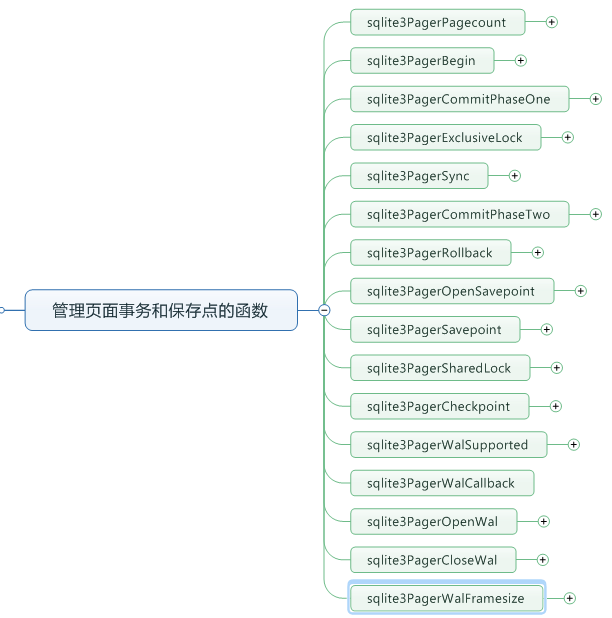 sqlite3PagerPagecount
sqlite3PagerBegin
sqlite3PagerCommitPhaseOne
sqlite3PagerExclusiveLock
sqlite3PagerSync
sqlite3PagerCommitPhaseTwo
sqlite3PagerRollback
sqlite3PagerOpenSavepoint
管理页面事务和保存点的函数
sqlite3PagerSavepoint
sqlite3PagerSharedLock
sqlite3PagerCheckpoint
sqlite3PagerWalSupported
sqlite3PagerWalCallback
sqlite3PagerOpenWal
sqlite3PagerCloseWal
sqlite3PagerWalFramesize